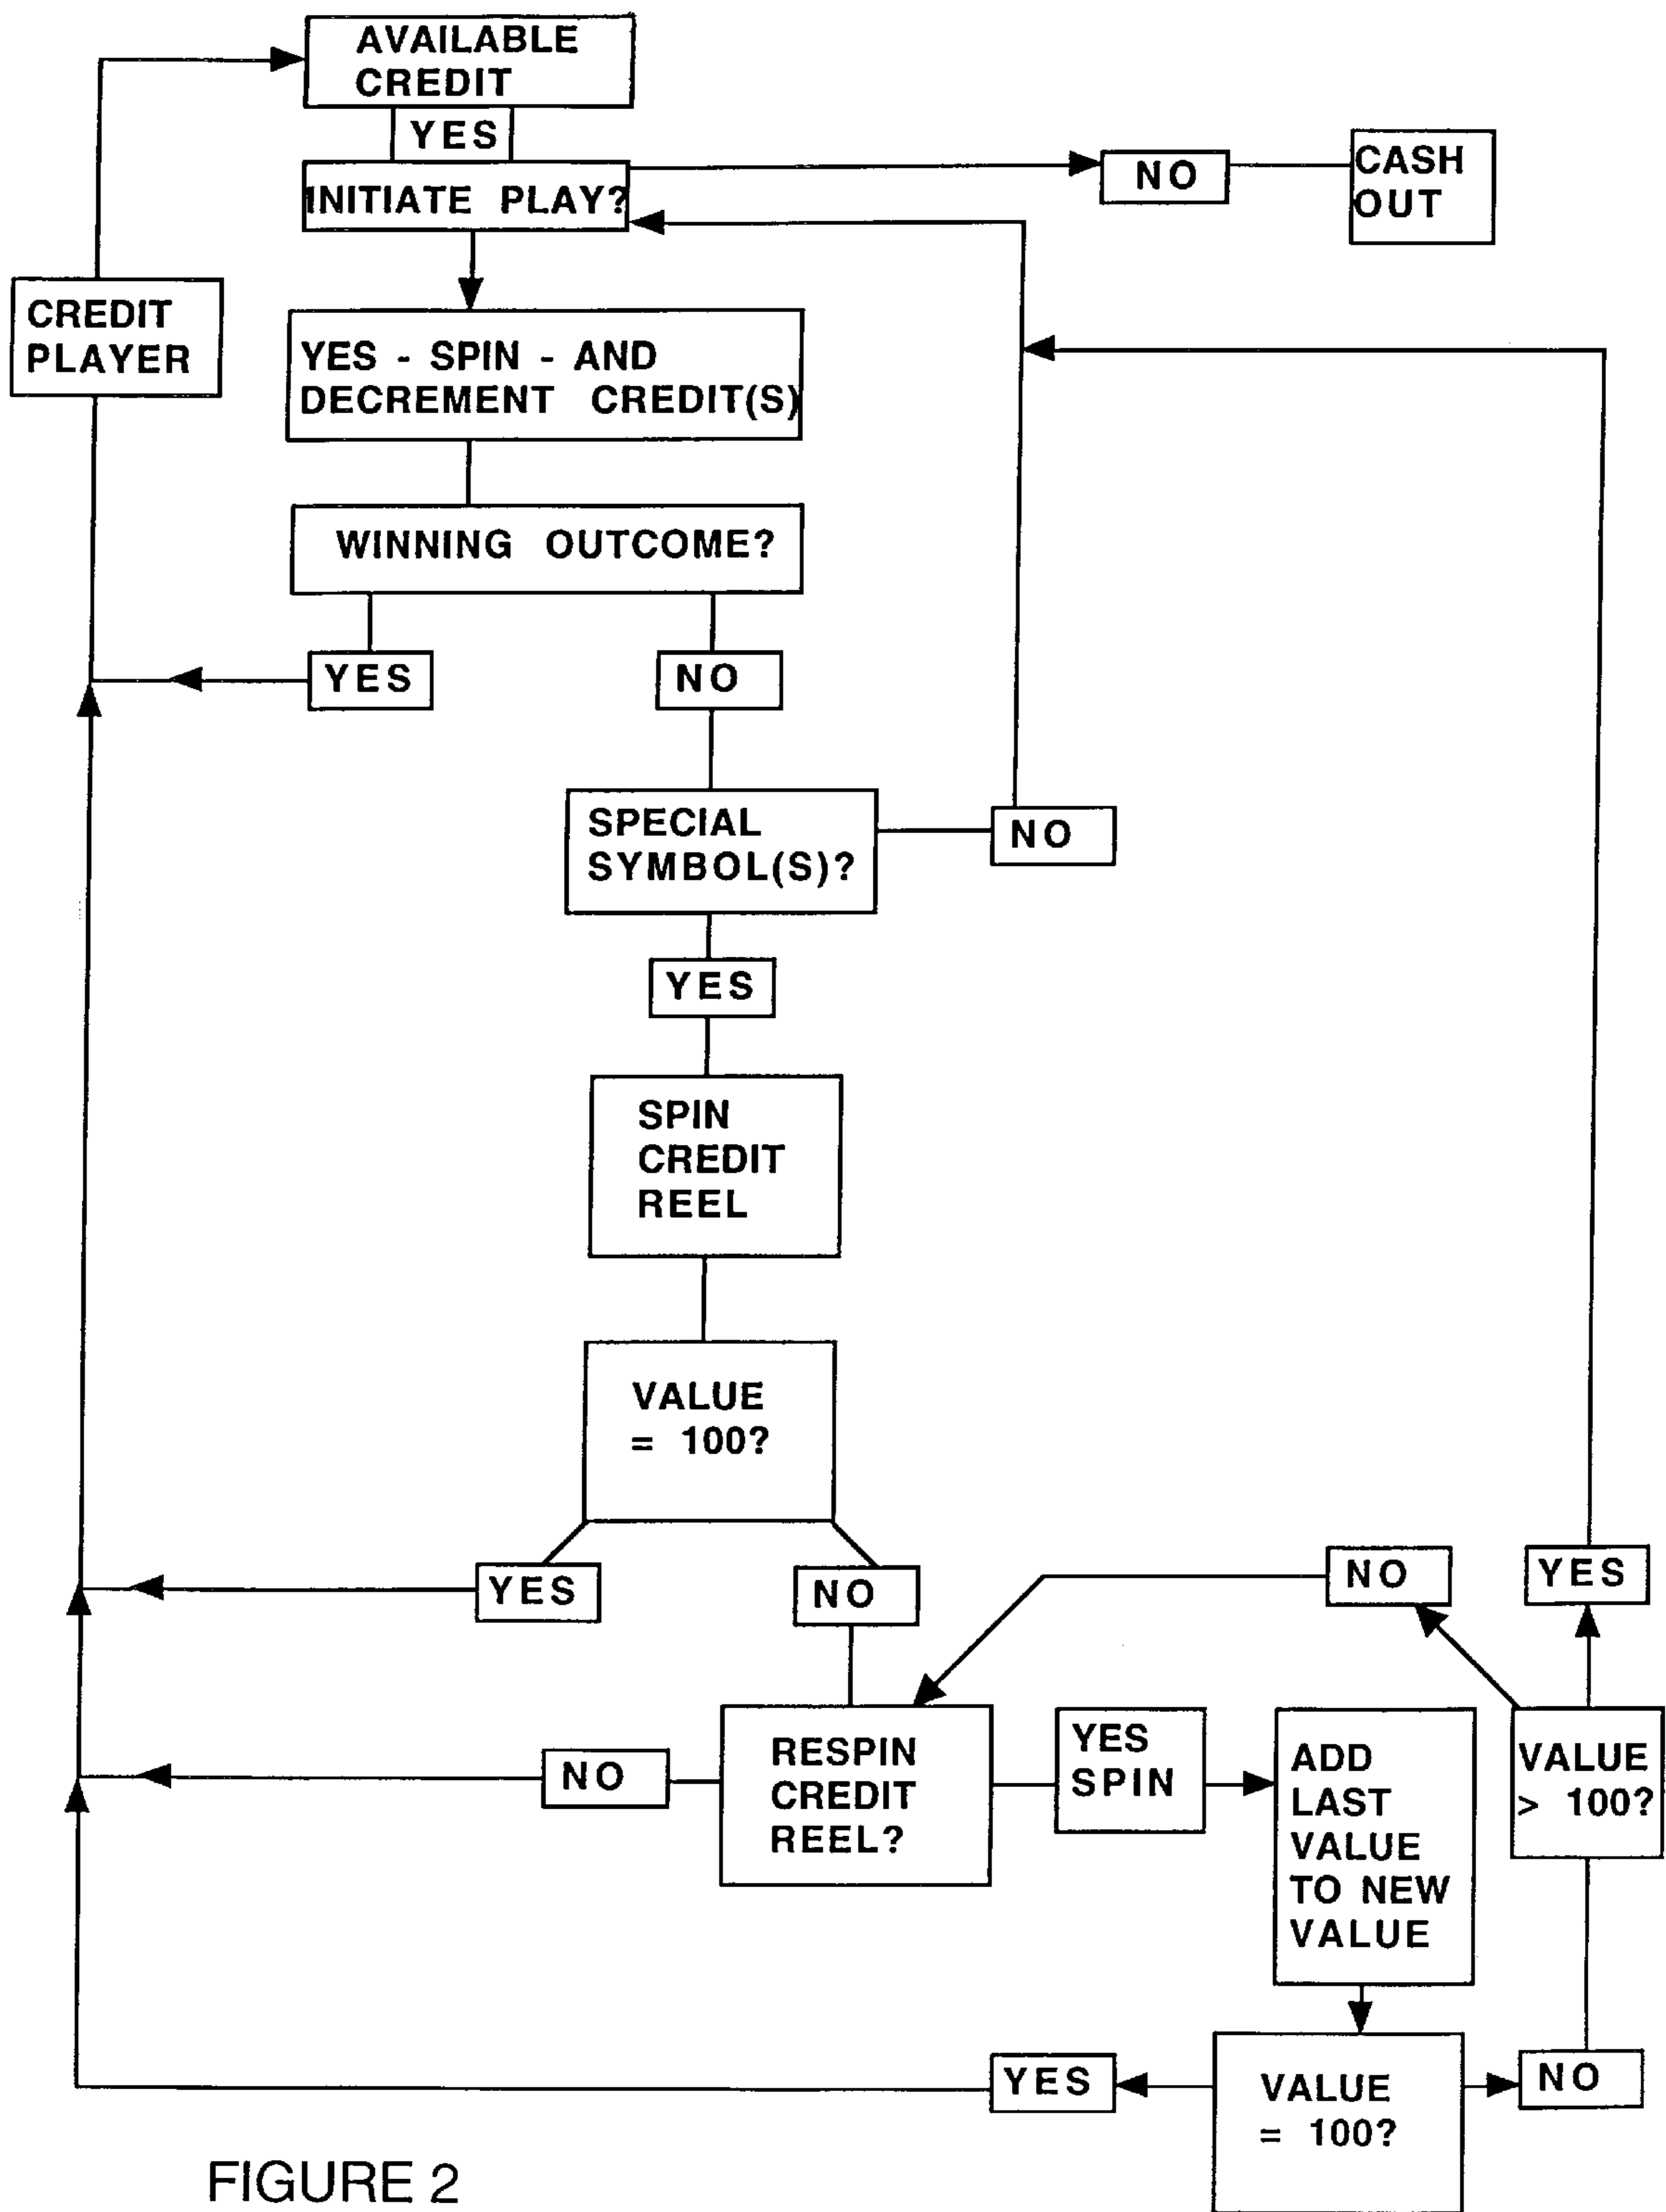 AVAILABLE
CREDIT
YES
INITIATE PLAY?
NO
CASH
OUT
CREDIT
PLAYER
YES - SPIN - AND
DECREMENT CREDIT(S)
WINNING OUTCOME?
YES
NO
SPECIAL
SYMBOL(S)?
NO
YES
SPIN
CREDIT
REEL
VALUE
= 100?
YES
NO
NO
YES
NO
RESPIN
CREDIT
REEL?
YES
SPIN
ADD
LAST
VALUE
TO NEW
VALUE
VALUE
> 100?
YES
VALUE
= 100?
NO
FIGURE 2